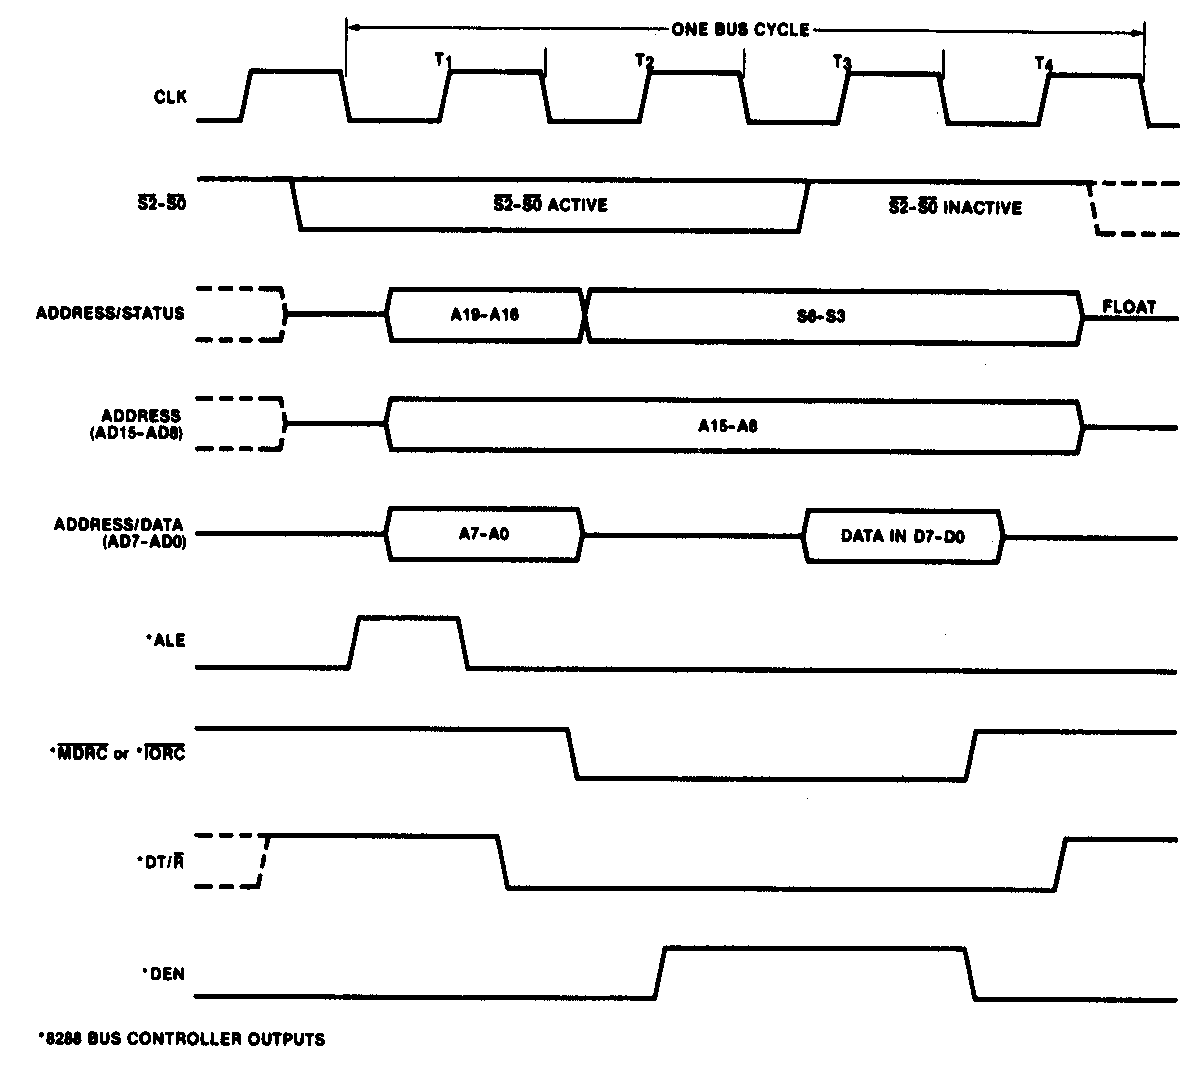 ONE BUS CYCLE
T1 T2 T3 T4
CLK
S2-S0
S2-S0 ACTIVE
S2-S0 INACTIVE
ADDRESS/STATUS
A19-A16
S6-S3
FLOAT
ADDRESS
(AD15-AD8)
A15-A8
ADDRESS/DATA
(AD7-AD0)
A7-A0
DATA IN D7-D0
*ALE
*MDRC or *IORC
*DT/R
*DEN
*8288 BUS CONTROLLER OUTPUTS